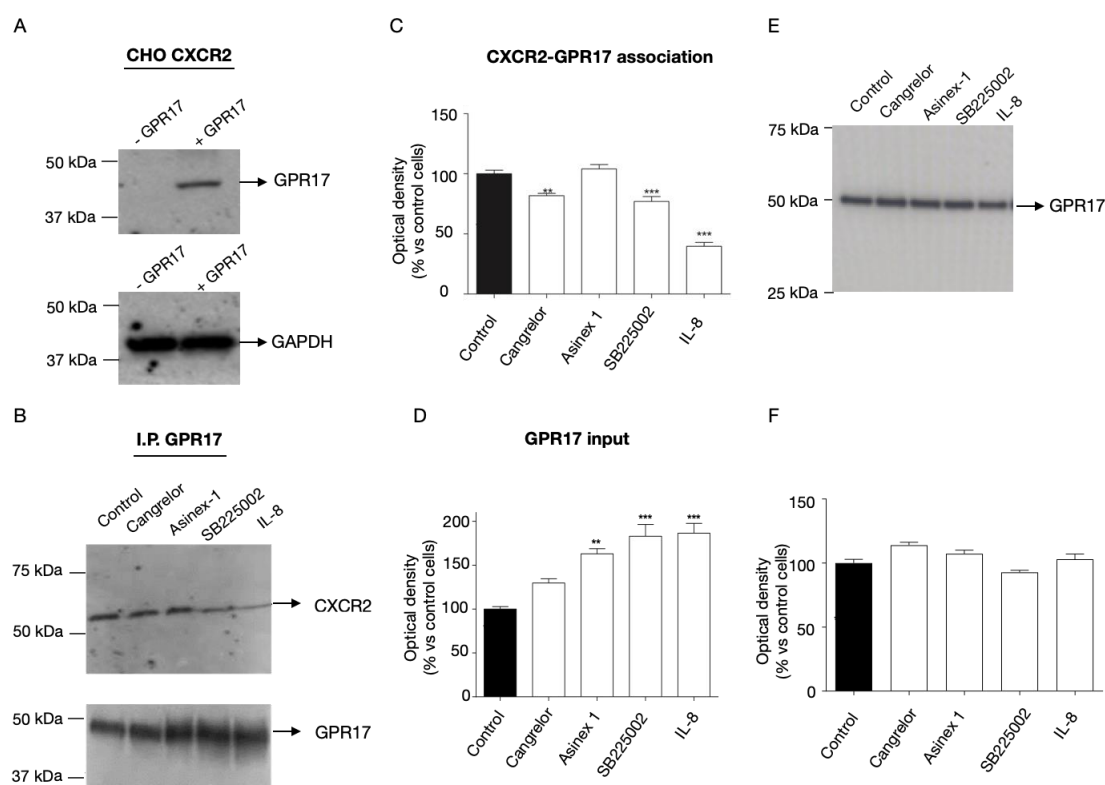 A
CHO CXCR2
- GPR17
+ GPR17
50 kDa
GPR17
37 kDa
- GPR17
+ GPR17
50 kDa
GAPDH
37 kDa
B
I.P. GPR17
Control
Cangrelor
Asinex-1
SB225002
IL-8
75 kDa
CXCR2
50 kDa
50 kDa
GPR17
37 kDa
C
CXCR2-GPR17 association
Optical density
(% vs control cells)
150
100
50
0
**
***
***
Control
Cangrelor
Asinex 1
SB225002
IL-8
D
GPR17 input
Optical density
(% vs control cells)
200
150
100
50
0
**
***
***
Control
Cangrelor
Asinex 1
SB225002
IL-8
E
Control
Cangrelor
Asinex-1
SB225002
IL-8
75 kDa
50 kDa
GPR17
25 kDa
F
Optical density
(% vs control cells)
150
100
50
0
Control
Cangrelor
Asinex 1
SB225002
IL-8